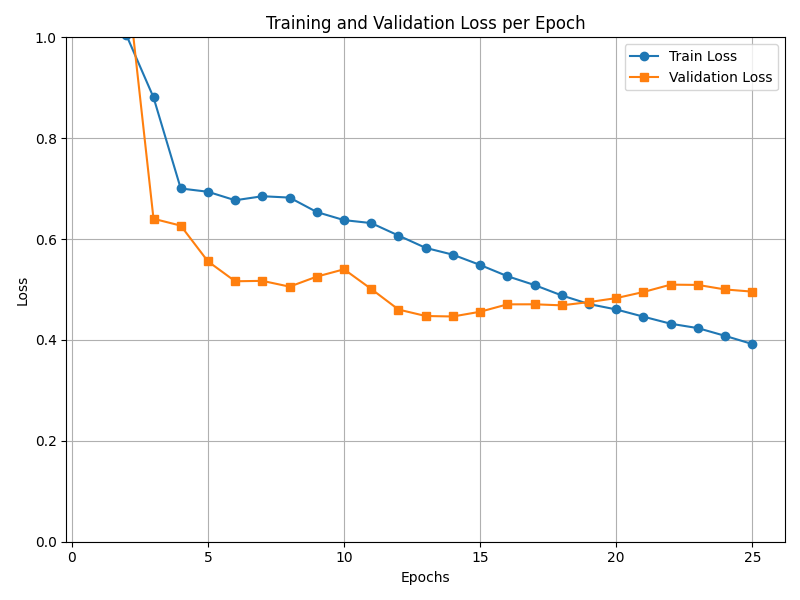 Training and Validation Loss per Epoch
Train Loss
Validation Loss
1.0
0.8
0.6
0.4
0.2
0.0
Loss
0 5 10 15 20 25
Epochs